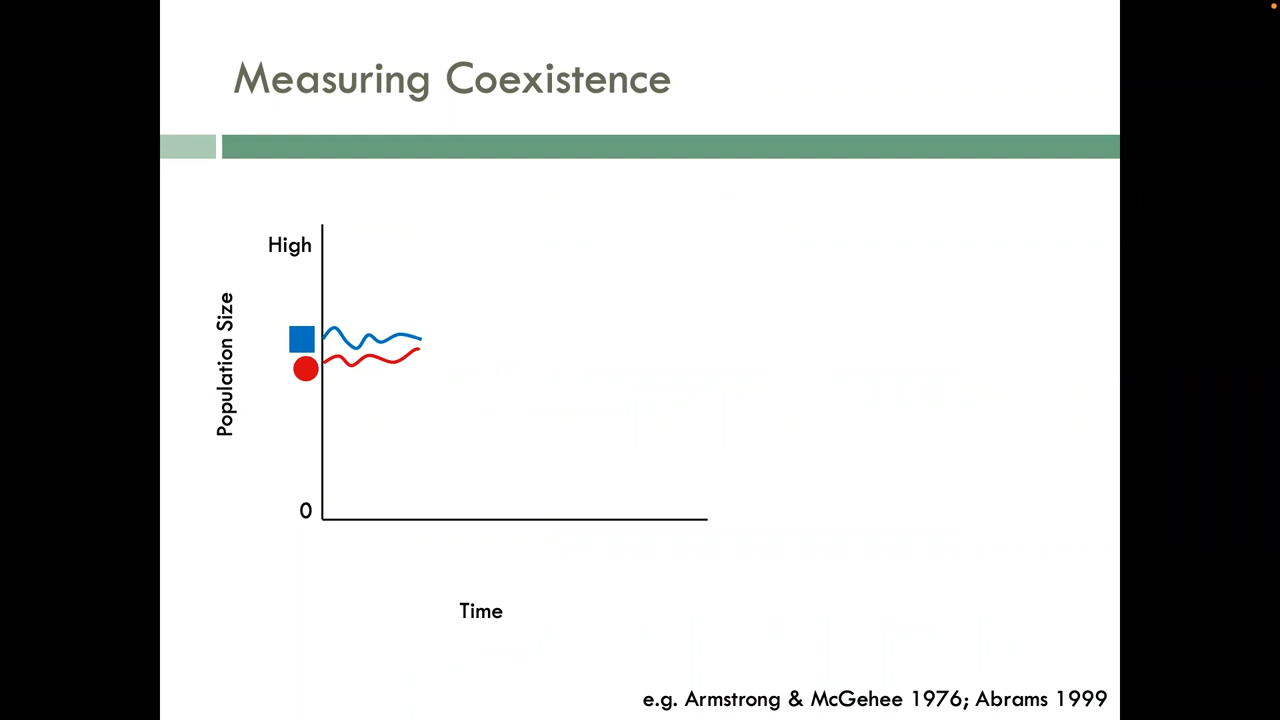 Measuring Coexistence
High
Population Size
0
Time
e.g. Armstrong & McGehee 1976; Abrams 1999